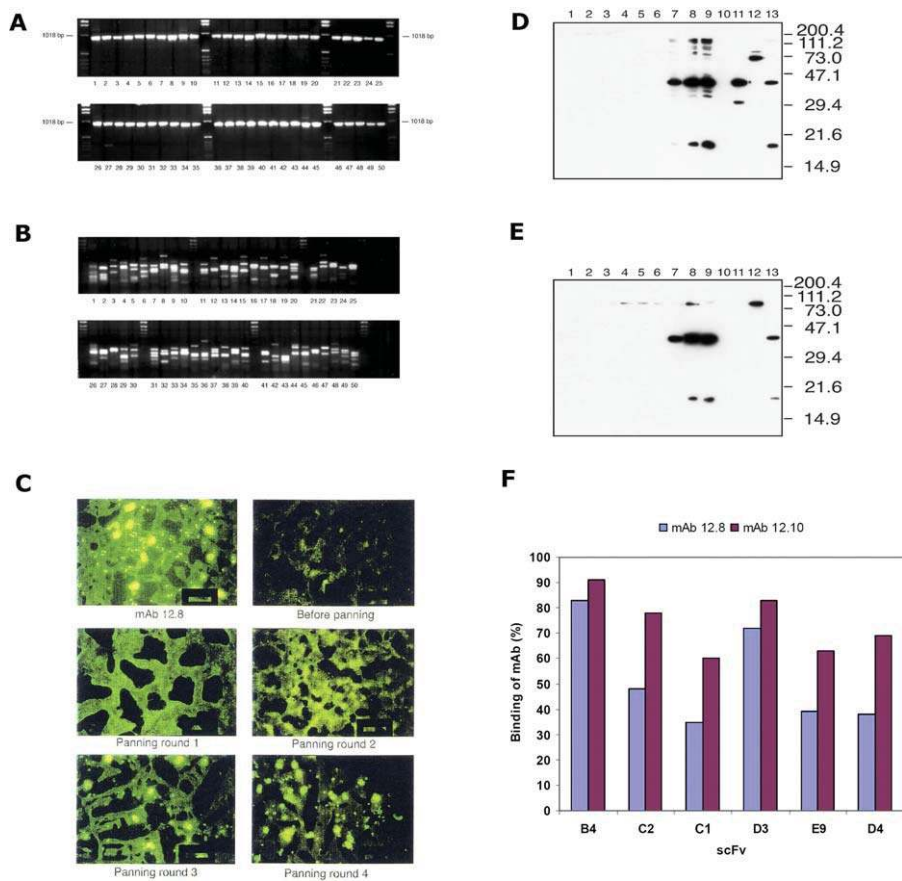 A
1018 bp
1018 bp
1 2 3 4 5 6 7 8 9 10 11 12 13 14 15 16 17 18 19 20 21 22 23 24 25
1018 bp
1018 bp
26 27 28 29 30 31 32 33 34 35 36 37 38 39 40 41 42 43 44 45 46 47 48 49 50
B
1 2 3 4 5 6 7 8 9 10 11 12 13 14 15 16 17 18 19 20 21 22 23 24 25
26 27 28 29 30 31 32 33 34 35 36 37 38 39 40 41 42 43 44 45 46 47 48 49 50
C
mAb 12.8
Before panning
Panning round 1
Panning round 2
Panning round 3
Panning round 4
D
1 2 3 4 5 6 7 8 9 10 11 12 13
200.4
111.2
73.0
47.1
29.4
21.6
14.9
E
1 2 3 4 5 6 7 8 9 10 11 12 13
200.4
111.2
73.0
47.1
29.4
21.6
14.9
F
mAb 12.8 mAb 12.10
Binding of mAb (%)
100
90
80
70
60
50
40
30
20
10
0
B4 C2 C1 D3 E9 D4
scFv